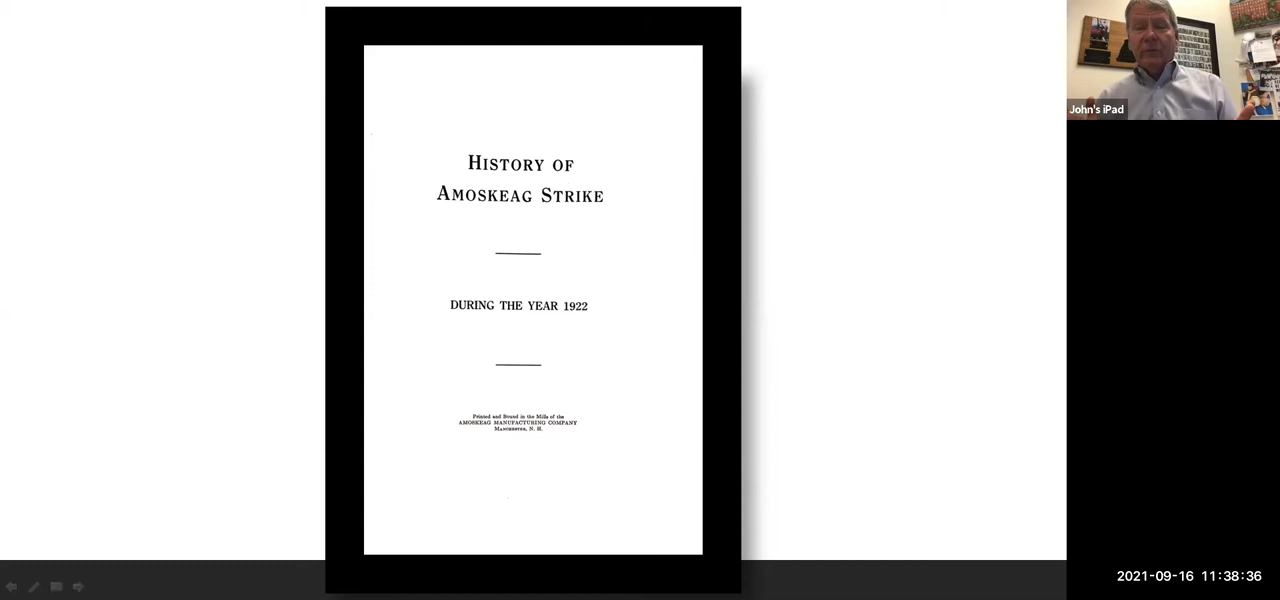 HISTORY OF
AMOSKEAG STRIKE
DURING THE YEAR 1922
Printed and Bound in the Mills of the
AMOSKEAG MANUFACTURING COMPANY
MANCHESTER, N. H.
John's iPad
2021-09-16 11:38:36